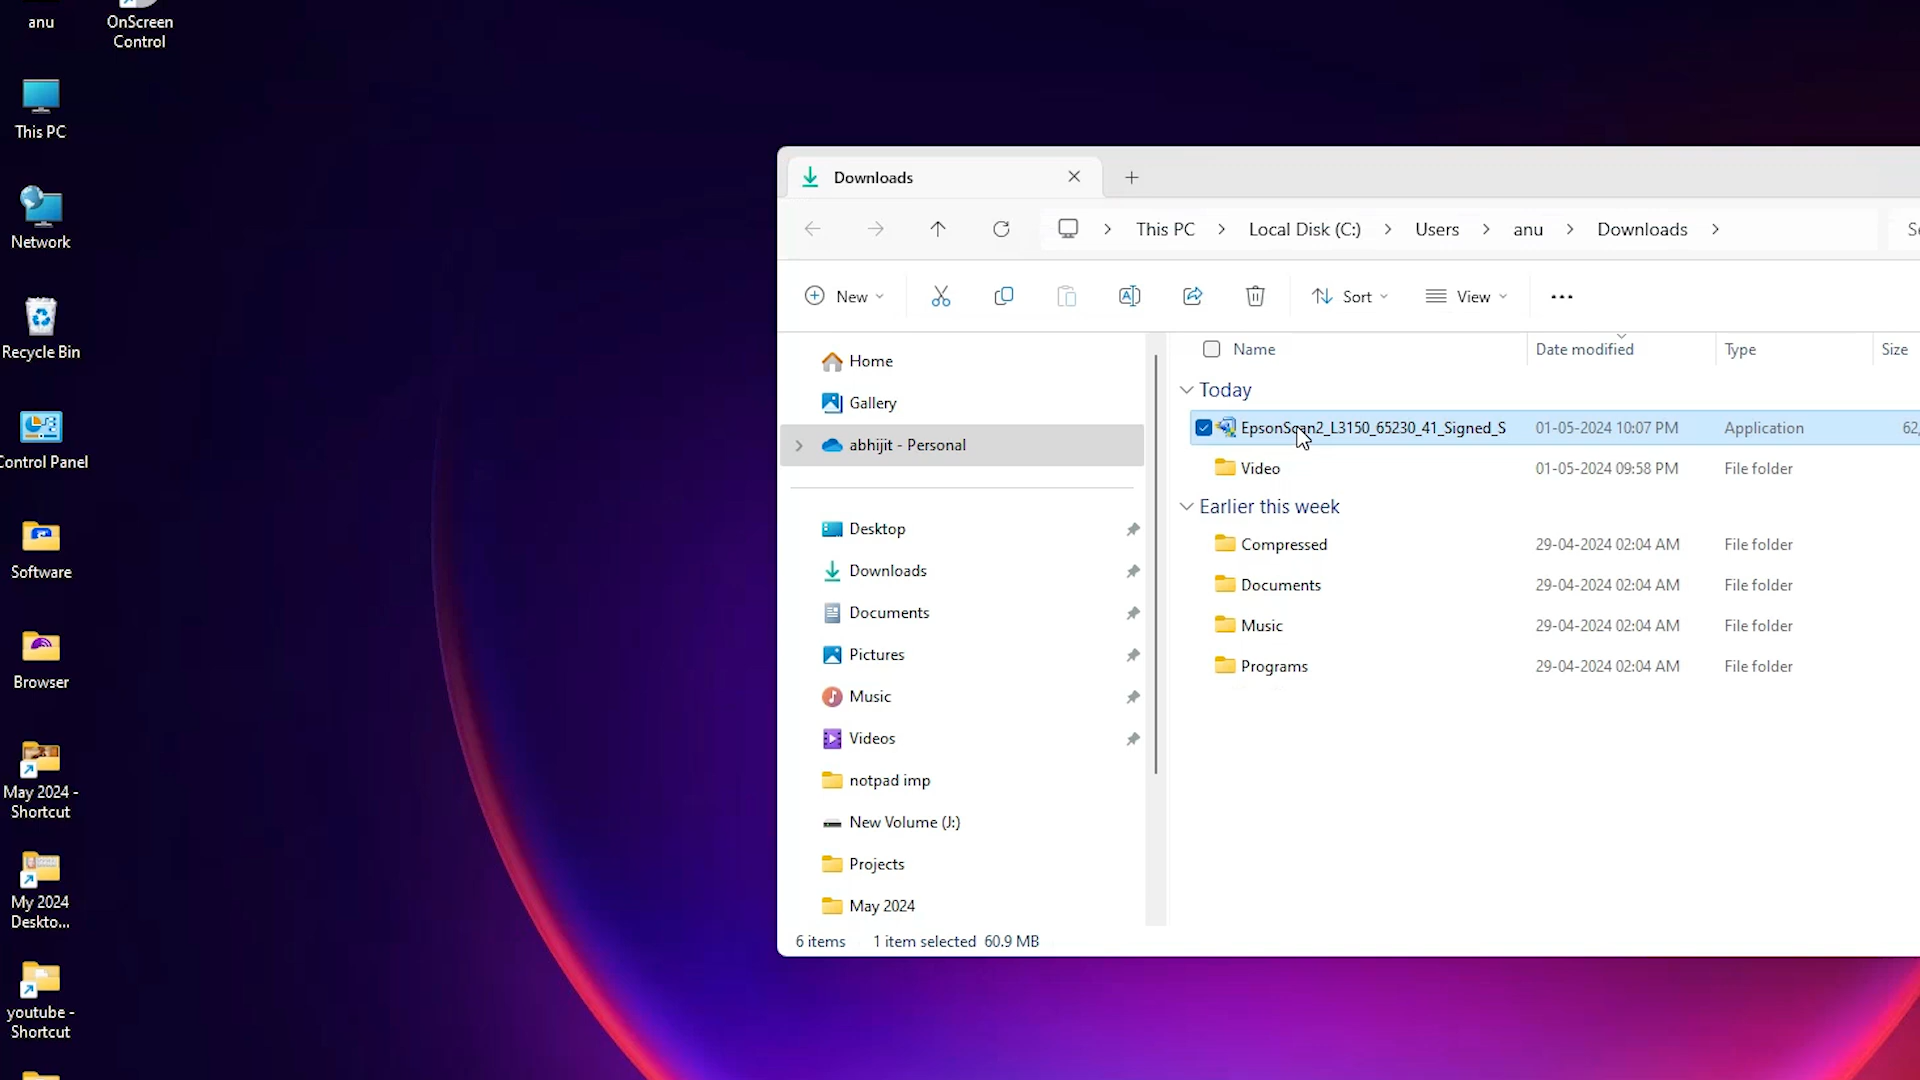 anu
OnScreen
Control
This PC
Network
Recycle Bin
Control Panel
Software
Browser
May 2024 -
Shortcut
My 2024
Deskto...
youtube -
Shortcut
Downloads
This PC > Local Disk (C:) > Users > anu > Downloads >
New
Sort
View
Home
Gallery
abhijit - Personal
Desktop
Downloads
Documents
Pictures
Music
Videos
notpad imp
New Volume (J:)
Projects
May 2024
Name Date modified Type Size
Today
EpsonScan2_L3150_65230_41_Signed_S 01-05-2024 10:07 PM Application 62,
Video 01-05-2024 09:58 PM File folder
Earlier this week
Compressed 29-04-2024 02:04 AM File folder
Documents 29-04-2024 02:04 AM File folder
Music 29-04-2024 02:04 AM File folder
Programs 29-04-2024 02:04 AM File folder
6 items 1 item selected 60.9 MB